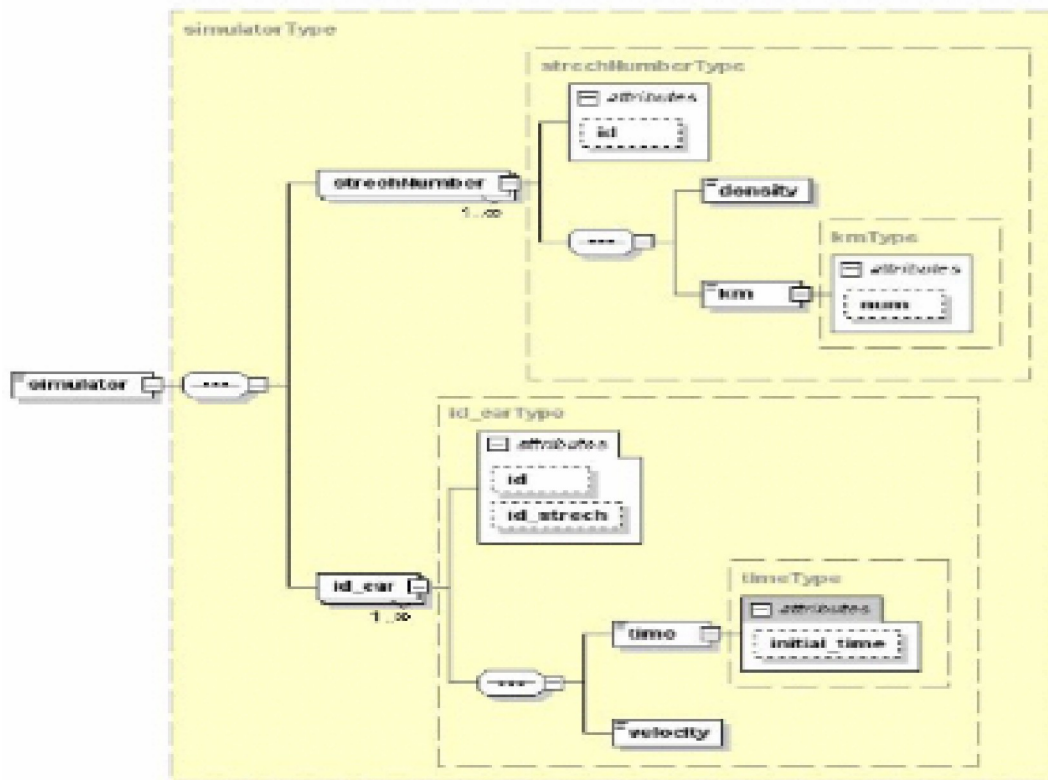 simulatorType
strechNumberType
attributes
id
strechNumber
1..∞
density
kmType
attributes
km
num
simulator
id_carType
attributes
id
id_strech
id_car
1..∞
timeType
attributes
time
initial_time
velocity